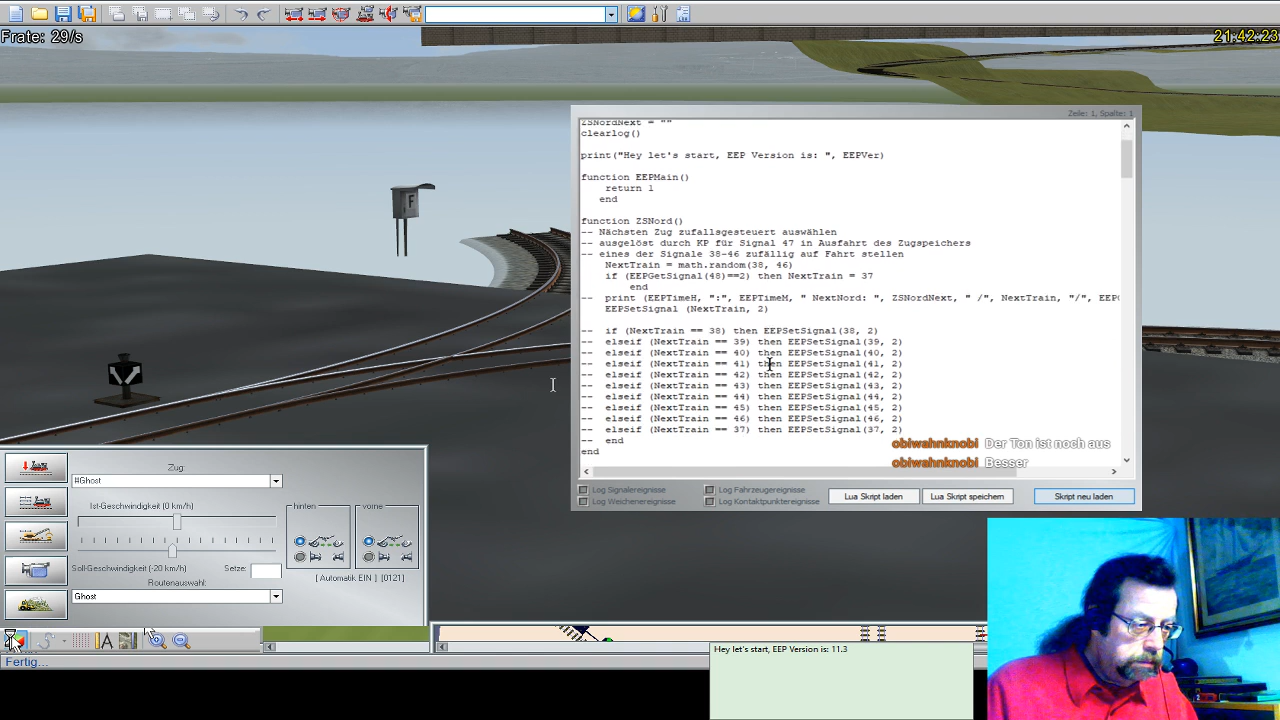 Frate: 29/s
21:42:23
Zeile: 1, Spalte: 1
ZSNordNext = ""
clearlog()
print("Hey let's start, EEP Version is: ", EEPVer)
function EEPMain()
return 1
end
function ZSNord()
-- Nächsten Zug zufallsgesteuert auswählen
-- ausgelöst durch KP für Signal 47 in Ausfahrt des Zugspeichers
-- eines der Signale 38-46 zufällig auf Fahrt stellen
NextTrain = math.random(38, 46)
if (EEPGetSignal(48)==2) then NextTrain = 37
end
-- print (EEPTimeH, ":", EEPTimeM, " NextNord: ", ZSNordNext, " /", NextTrain, "/", EEP
EEPSetSignal (NextTrain, 2)
-- if (NextTrain == 38) then EEPSetSignal(38, 2)
-- elseif (NextTrain == 39) then EEPSetSignal(39, 2)
-- elseif (NextTrain == 40) then EEPSetSignal(40, 2)
-- elseif (NextTrain == 41) then EEPSetSignal(41, 2)
-- elseif (NextTrain == 42) then EEPSetSignal(42, 2)
-- elseif (NextTrain == 43) then EEPSetSignal(43, 2)
-- elseif (NextTrain == 44) then EEPSetSignal(44, 2)
-- elseif (NextTrain == 45) then EEPSetSignal(45, 2)
-- elseif (NextTrain == 46) then EEPSetSignal(46, 2)
-- elseif (NextTrain == 37) then EEPSetSignal(37, 2)
-- end
end
obiwahnknobi Der Ton ist noch aus
obiwahnknobi Besser
Log Signalereignisse
Log Weichenereignisse
Log Fahrzeugereignisse
Log Kontaktpunktereignisse
Lua Skript laden
Lua Skript speichern
Skript neu laden
F
Zug:
#Ghost
Ist-Geschwindigkeit (0 km/h)
Soll-Geschwindigkeit (-20 km/h)
Setze:
Routenauswahl:
Ghost
hinten
vorne
[ Automatik EIN ] [0121]
Fertig...
Hey let's start, EEP Version is: 11.3